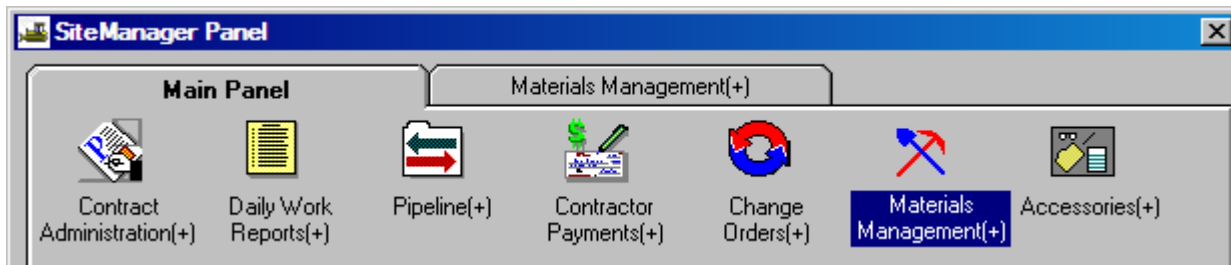 SiteManager Panel
Main Panel
Materials Management(+)
Contract
Administration(+)
Daily Work
Reports(+)
Pipeline(+)
Contractor
Payments(+)
Change
Orders(+)
Materials
Management(+)
Accessories(+)